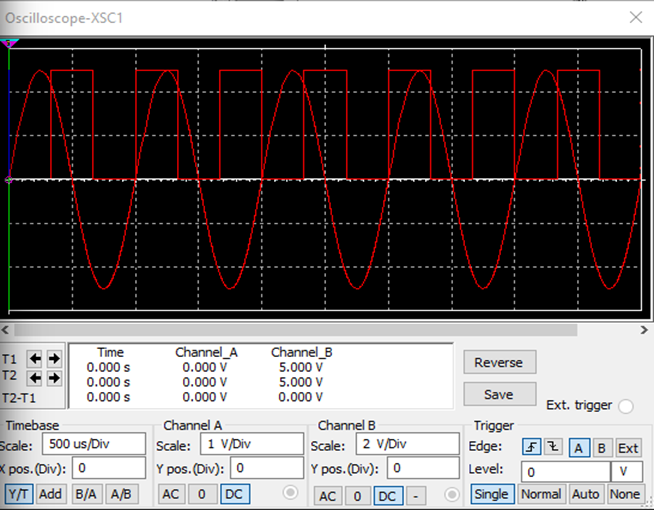 Oscilloscope-XSC1
T1
T2
T2-T1
Time Channel_A Channel_B
0.000 s 0.000 V 5.000 V
0.000 s 0.000 V 5.000 V
0.000 s 0.000 V 0.000 V
Reverse
Save
Ext. trigger
Timebase
Scale: 500 us/Div
X pos.(Div): 0
Y/T Add B/A A/B
Channel A
Scale: 1 V/Div
Y pos.(Div): 0
AC 0 DC
Channel B
Scale: 2 V/Div
Y pos.(Div): 0
AC 0 DC -
Trigger
Edge: A B Ext
Level: 0 V
Single Normal Auto None